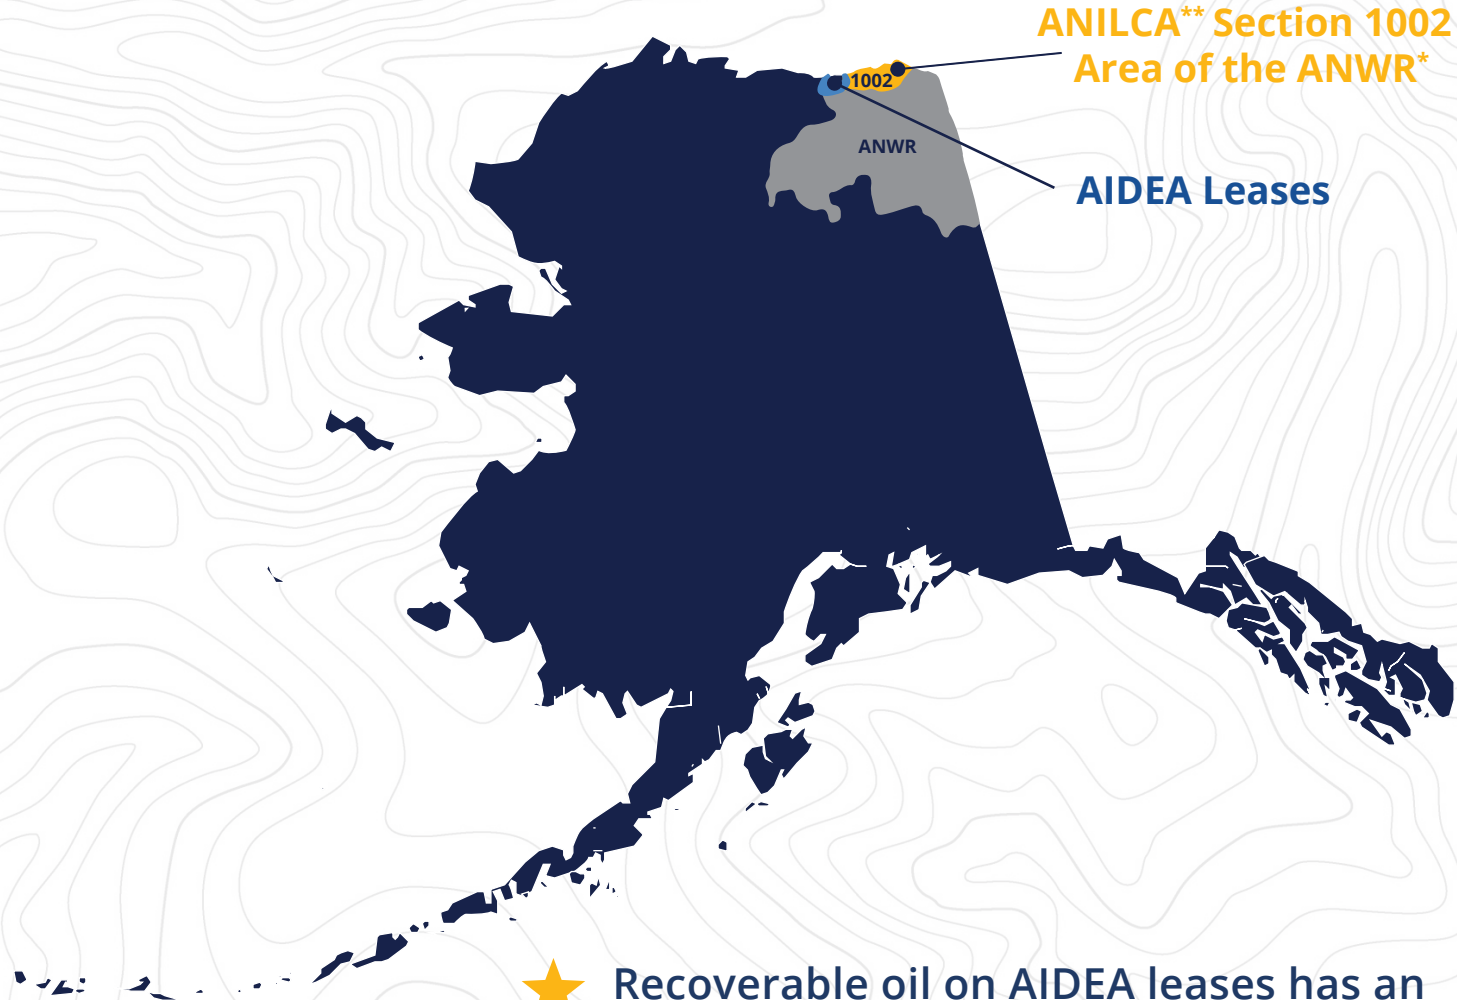 ANILCA** Section 1002
Area of the ANWR*
1002
ANWR
AIDEA Leases
Recoverable oil on AIDEA leases has an